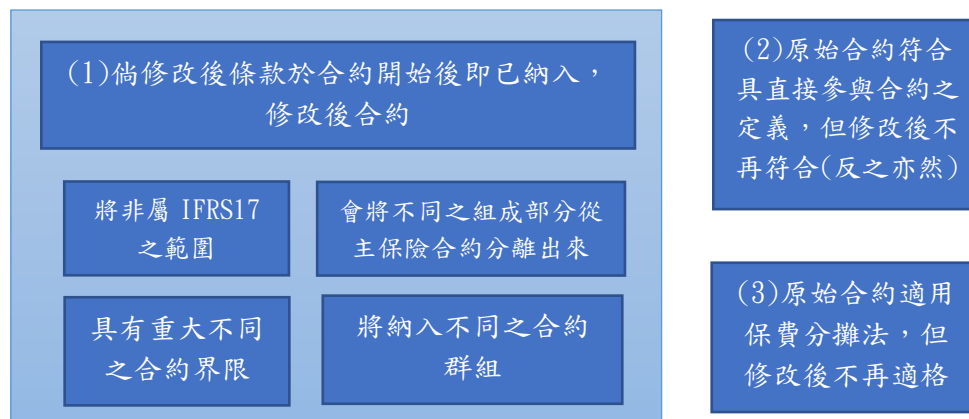 (1)倘修改後條款於合約開始後即已納入，
修改後合約
將非屬 IFRS17
之範圍
會將不同之組成部分從
主保險合約分離出來
具有重大不同
之合約界限
將納入不同之合約
群組
(2)原始合約符合
具直接參與合約之
定義，但修改後不
再符合(反之亦然)
(3)原始合約適用
保費分攤法，但
修改後不再適格